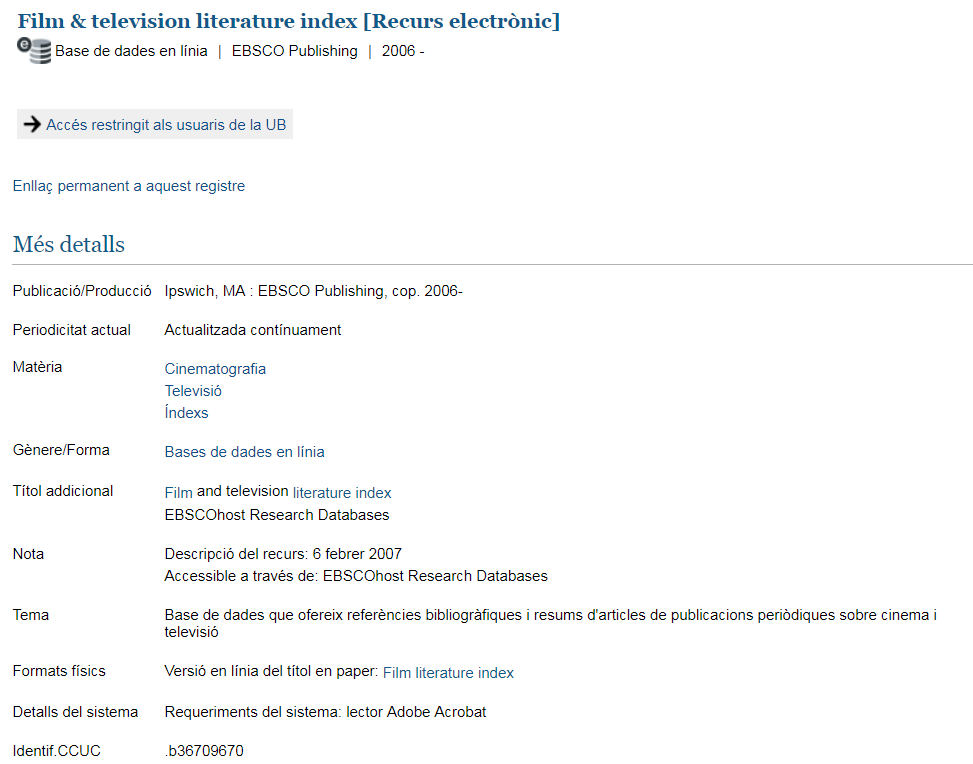 Film & television literature index [Recurs electrònic]
Base de dades en línia | EBSCO Publishing | 2006 -
Accés restringit als usuaris de la UB
Enllaç permanent a aquest registre
Més detalls
Publicació/Producció Ipswich, MA : EBSCO Publishing, cop. 2006-
Periodicitat actual Actualitzada contínuament
Matèria Cinematografia
Televisió
Índexs
Gènere/Forma Bases de dades en línia
Títol addicional Film and television literature index
EBSCOhost Research Databases
Nota Descripció del recurs: 6 febrer 2007
Accessible a través de: EBSCOhost Research Databases
Tema Base de dades que ofereix referències bibliogràfiques i resums d'articles de publicacions periòdiques sobre cinema i
televisió
Formats físics Versió en línia del títol en paper: Film literature index
Detalls del sistema Requeriments del sistema: lector Adobe Acrobat
Identif.CCUC .b36709670